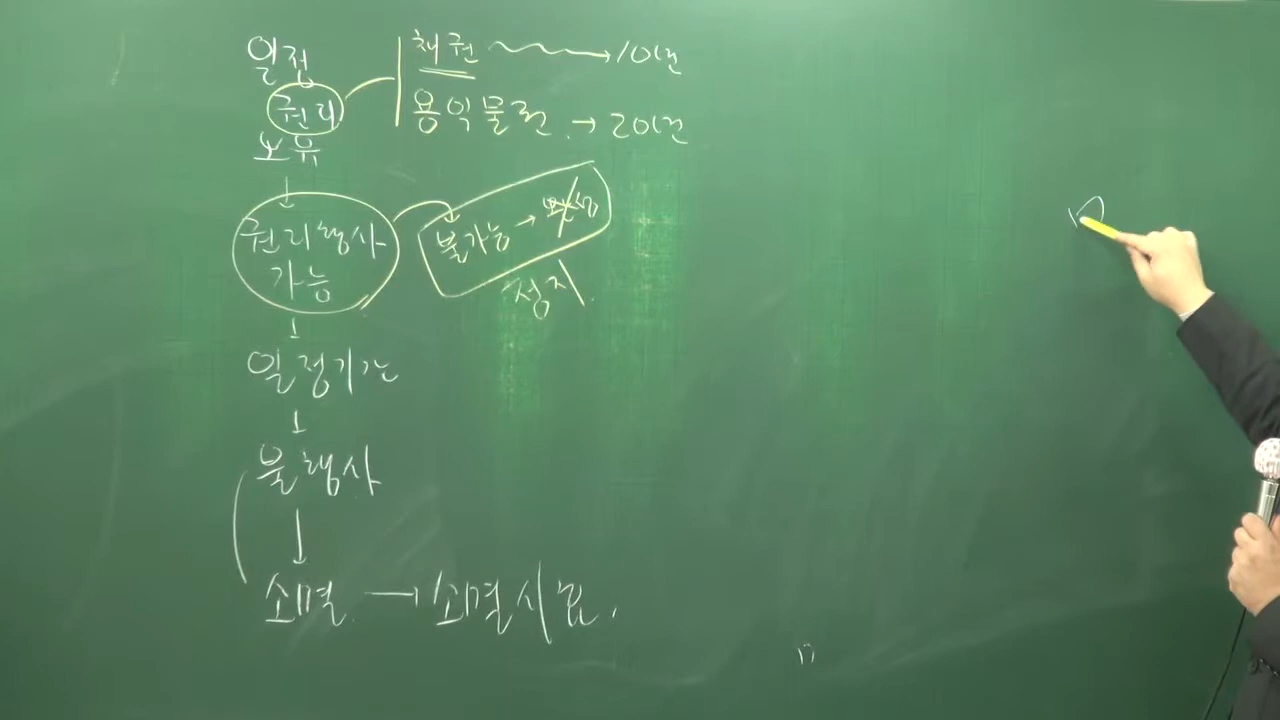 일정
권리
보유
채권 → 10년
용익물권 → 20년
권리행사
가능
불가능 →
정지
일정기간
불행사
소멸 → 소멸시효.